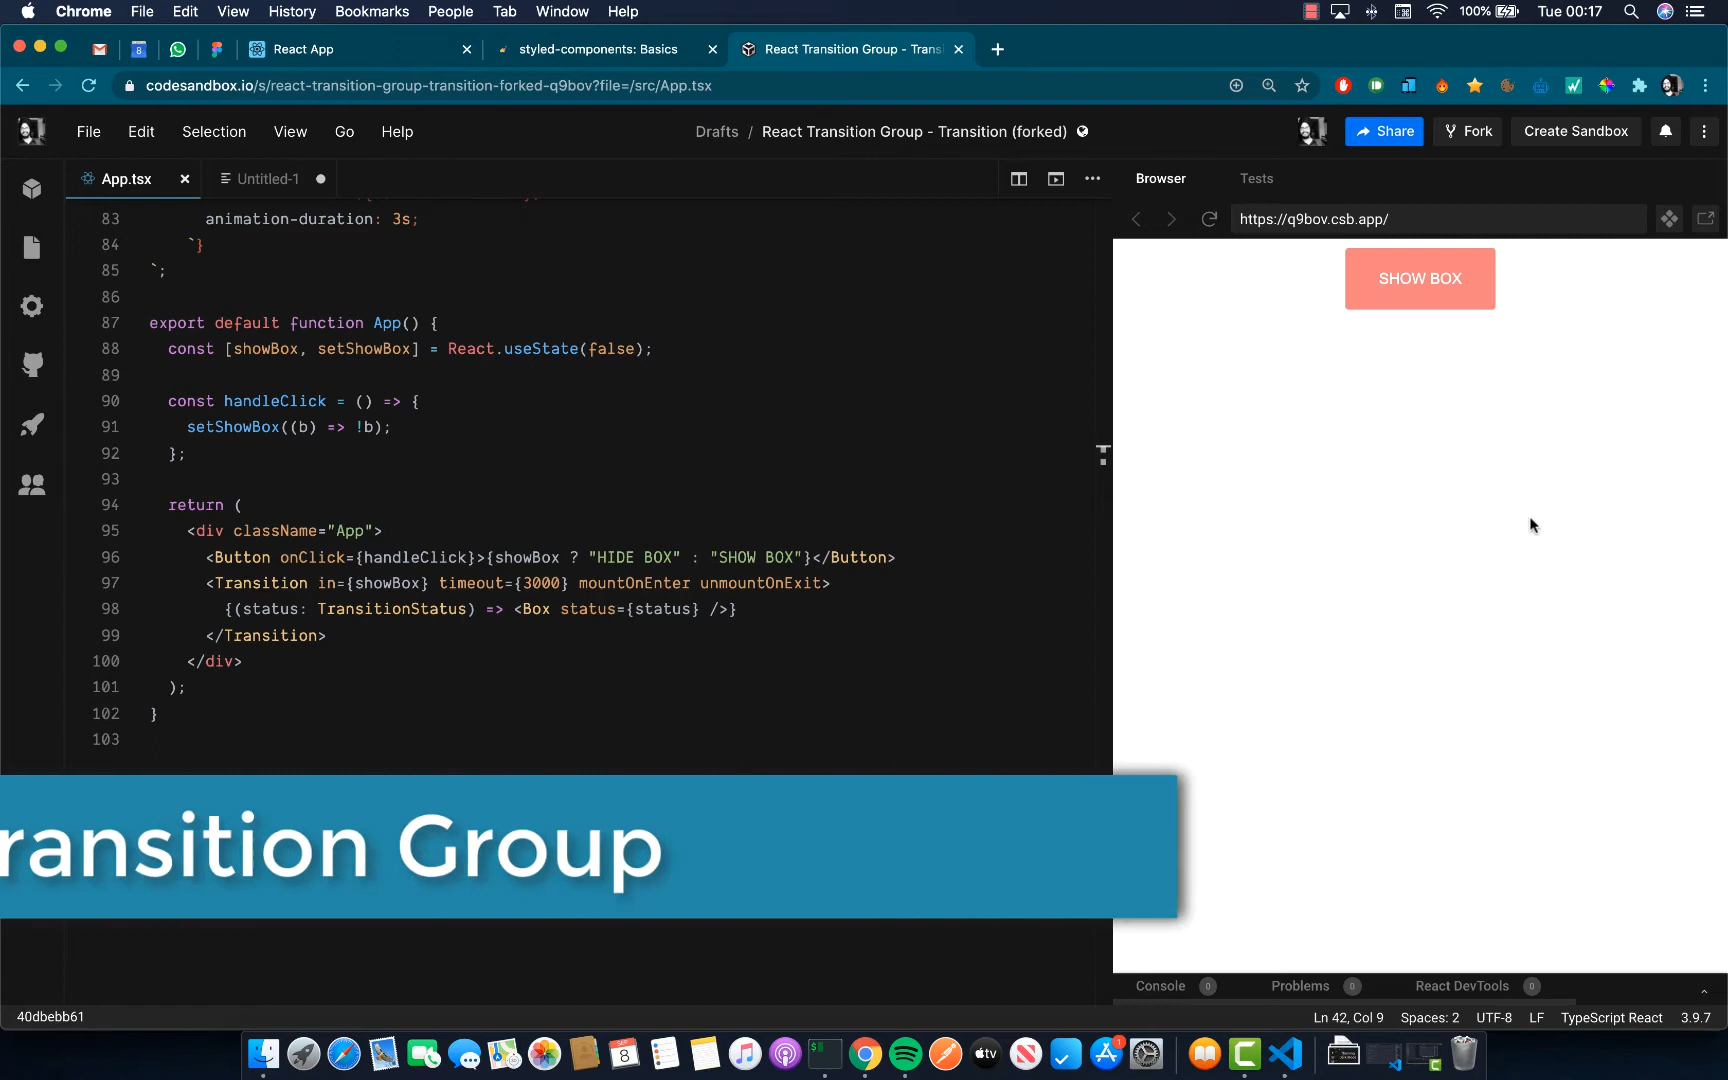 Chrome File Edit View History Bookmarks People Tab Window Help 100% Tue 00:17
8 React App styled-components: Basics React Transition Group - Trans
codesandbox.io/s/react-transition-group-transition-forked-q9bov?file=/src/App.tsx
File Edit Selection View Go Help Drafts / React Transition Group - Transition (forked) Share Fork Create Sandbox
App.tsx Untitled-1 Browser Tests
https://q9bov.csb.app/
83 animation-duration: 3s;
84 `}
85 `;
86
87 export default function App() {
88 const [showBox, setShowBox] = React.useState(false);
89
90 const handleClick = () => {
91 setShowBox((b) => !b);
92 };
93
94 return (
95 <div className="App">
96 <Button onClick={handleClick}>{showBox ? "HIDE BOX" : "SHOW BOX"}</Button>
97 <Transition in={showBox} timeout={3000} mountOnEnter unmountOnExit>
98 {(status: TransitionStatus) => <Box status={status} />}
99 </Transition>
100 </div>
101 );
102 }
103
SHOW BOX
ransition Group
Console 0 Problems 0 React DevTools 0
40dbebb61 Ln 42, Col 9 Spaces: 2 UTF-8 LF TypeScript React 3.9.7
SEP
8
tv
1